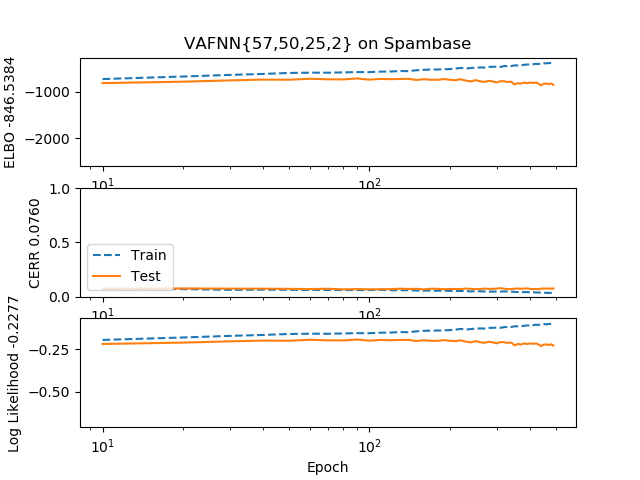 VAFNN{57,50,25,2} on Spambase
ELBO -846.5384
−1000
−2000
10¹ 10²
CERR 0.0760
1.0
0.5
0.0
Train
Test
10¹ 10²
Log Likelihood -0.2277
−0.25
−0.50
10¹ 10²
Epoch